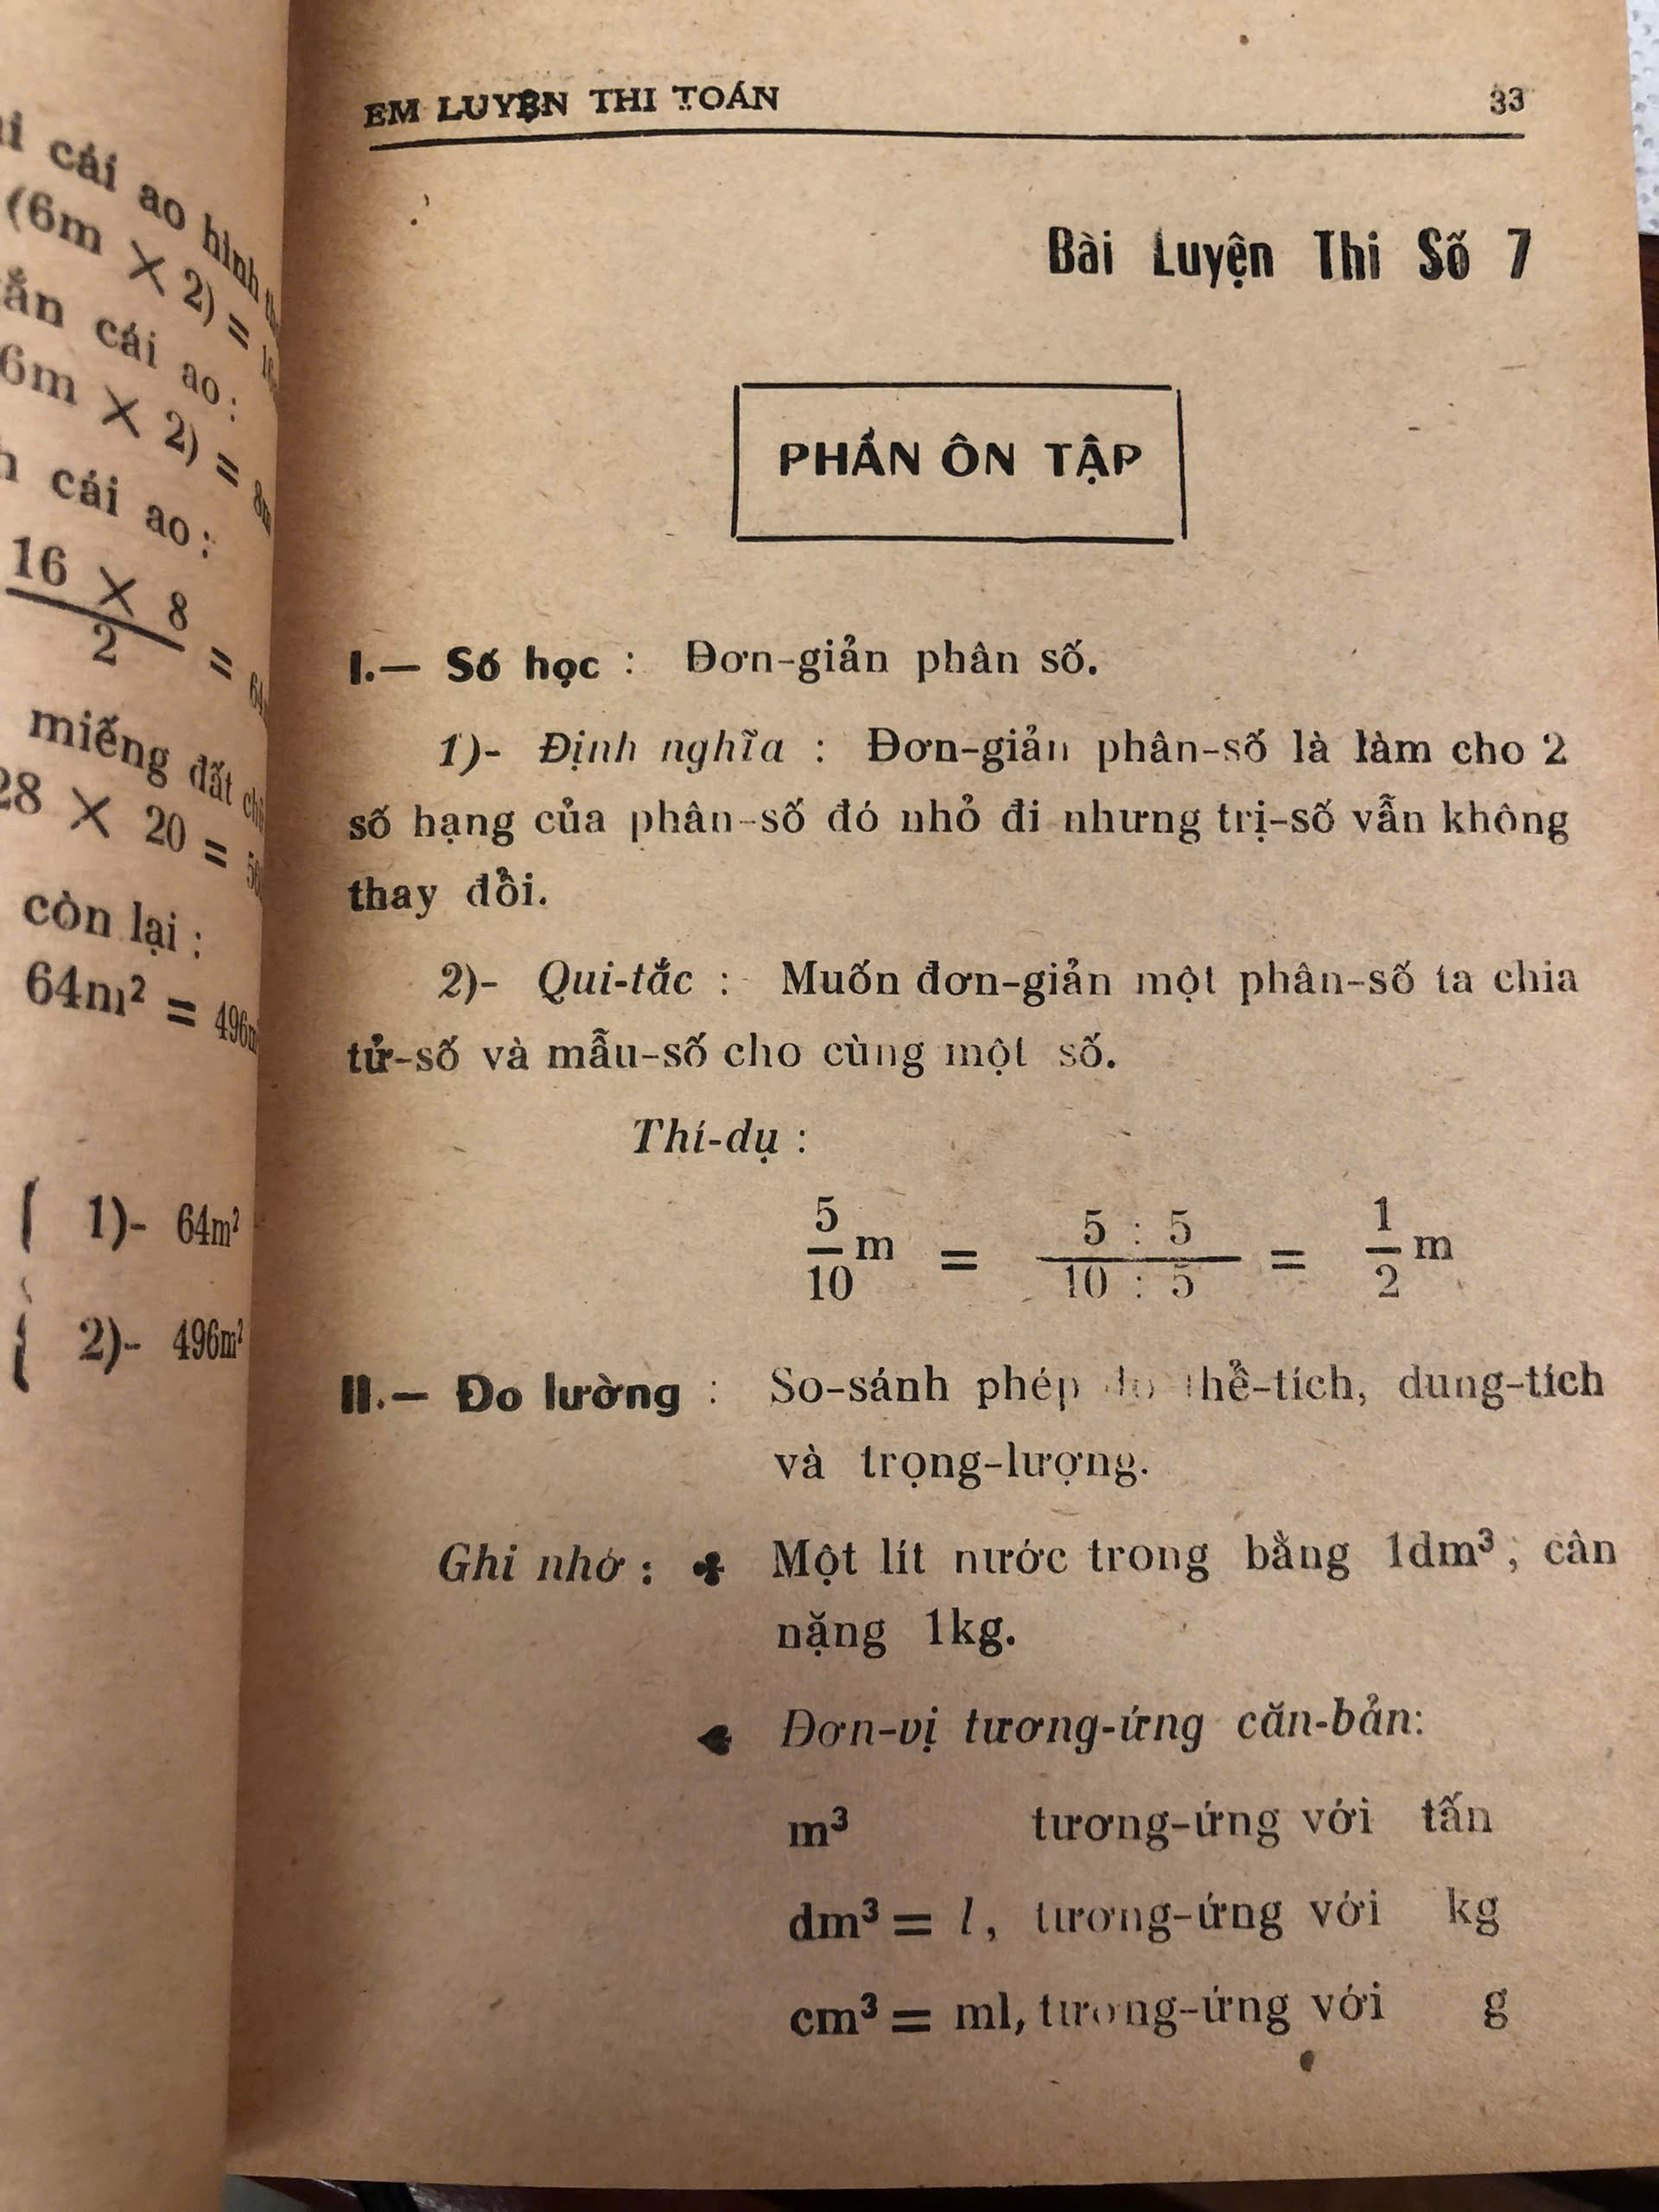 cái ao hình
(6m × 2) =
cái ao :
6m × 2) = 8m
cái ao :
16 × 8
2
=
miếng đất
28 × 20 =
còn lại :
64m² = 496m
1)- 64m²
2)- 496m²
EM LUYỆN THI TOÁN 33
Bài Luyện Thi Số 7
PHẦN ÔN TẬP
I.— Số học : Đơn-giản phân số.
1)- Định nghĩa : Đơn-giản phân-số là làm cho 2
số hạng của phân-số đó nhỏ đi nhưng trị-số vẫn không
thay đổi.
2)- Qui-tắc : Muốn đơn-giản một phân-số ta chia
tử-số và mẫu-số cho cùng một số.
Thí-dụ :
5/10 m = 5 : 5 / 10 : 5 = 1/2 m
II.— Đo lường : So-sánh phép đo thể-tích, dung-tích
và trọng-lượng.
Ghi nhớ : ♣ Một lít nước trong bằng 1dm³, cân
nặng 1kg.
♠ Đơn-vị tương-ứng căn-bản:
m³ tương-ứng với tấn
dm³ = l, tương-ứng với kg
cm³ = ml, tương-ứng với g